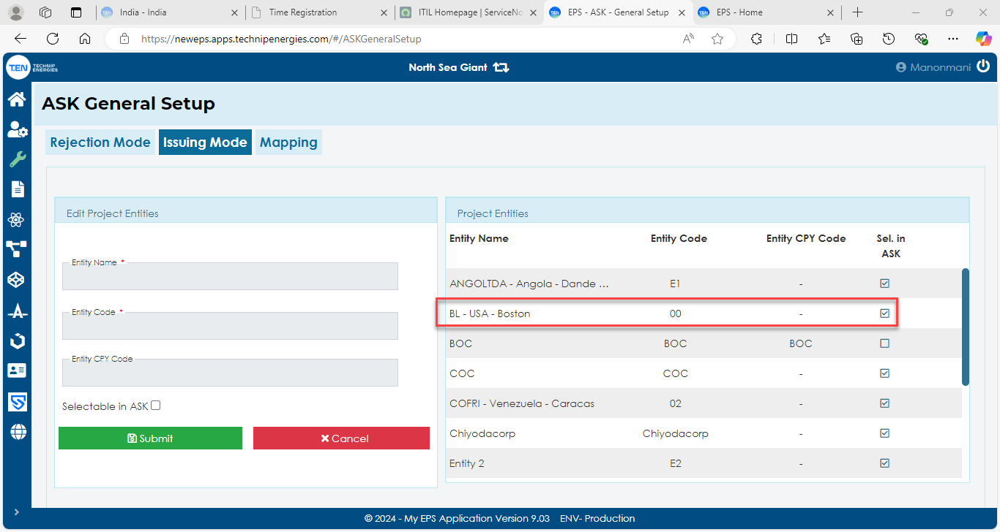 India - India
Time Registration
ITIL Homepage | ServiceNo
EPS - ASK - General Setup
EPS - Home
https://neweps.apps.technipenergies.com/#/ASKGeneralSetup
T.EN TECHNIP
ENERGIES
North Sea Giant
Manonmani
ASK General Setup
Rejection Mode Issuing Mode Mapping
Edit Project Entities
Entity Name *
Entity Code *
Entity CPY Code
Selectable in ASK
Submit Cancel
Project Entities
Entity Name Entity Code Entity CPY Code Sel. in
ASK
ANGOLTDA - Angola - Dande ... E1 -
BL - USA - Boston 00 -
BOC BOC BOC
COC COC -
COFRI - Venezuela - Caracas 02 -
Chiyodacorp Chiyodacorp -
Entity 2 E2 -
© 2024 - My EPS Application Version 9.03 ENV- Production